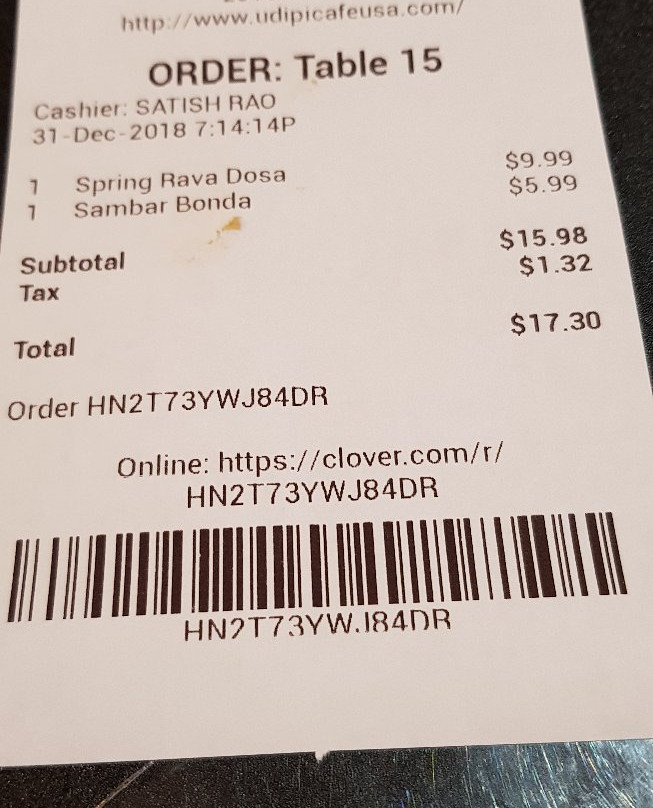 http://www.udipicafeusa.com/
ORDER: Table 15
Cashier: SATISH RAO
31-Dec-2018 7:14:14P
1 Spring Rava Dosa $9.99
1 Sambar Bonda $5.99
Subtotal $15.98
Tax $1.32
Total $17.30
Order HN2T73YWJ84DR
Online: https://clover.com/r/
HN2T73YWJ84DR
HN2T73YWJ84DR